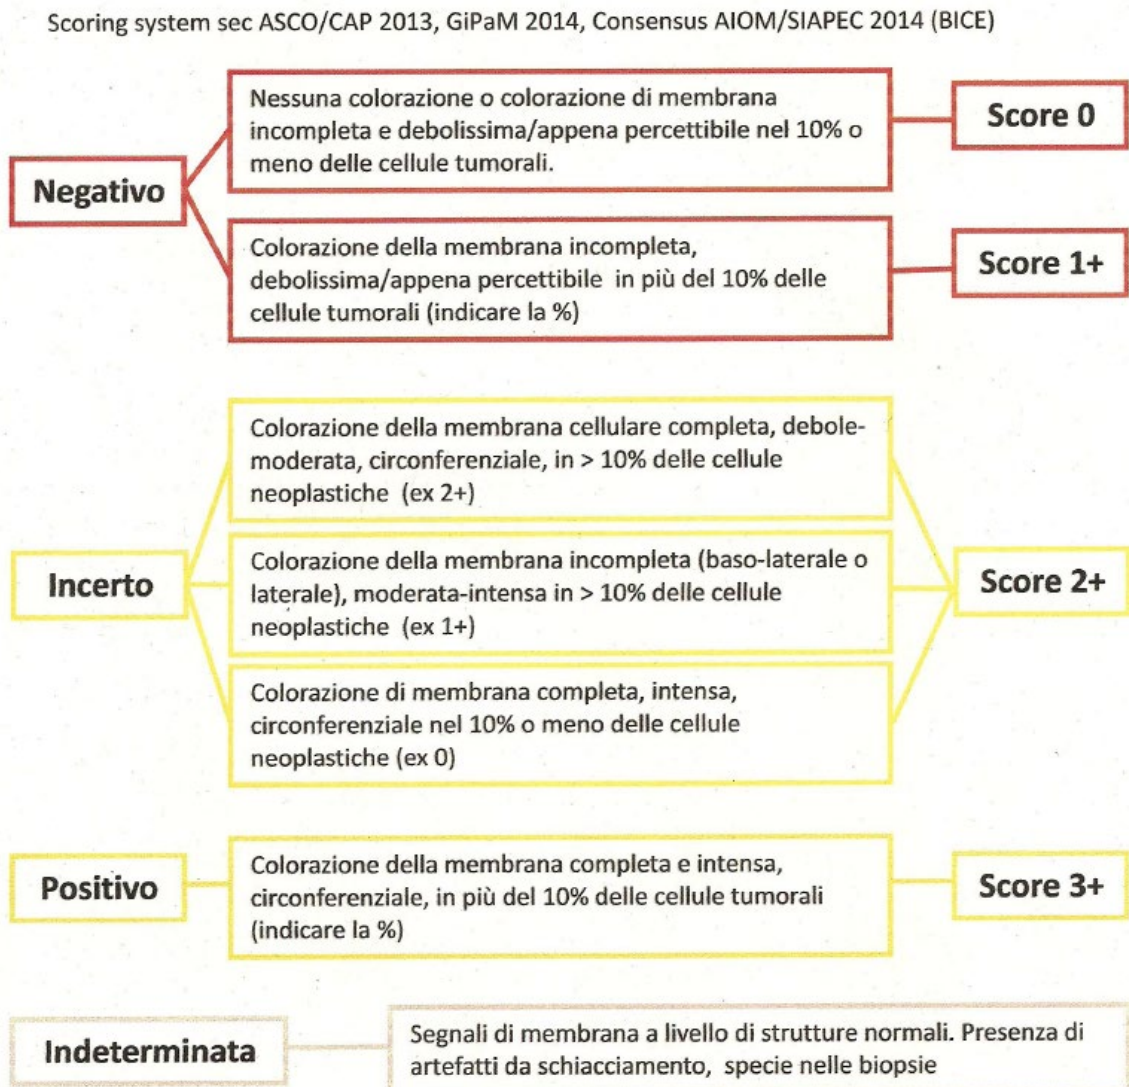 Scoring system sec ASCO/CAP 2013, GiPaM 2014, Consensus AIOM/SIAPEC 2014 (BICE)
Negativo
Nessuna colorazione o colorazione di membrana
incompleta e debolissima/appena percettibile nel 10% o
meno delle cellule tumorali.
Score 0
Colorazione della membrana incompleta,
debolissima/appena percettibile in più del 10% delle
cellule tumorali (indicare la %)
Score 1+
Incerto
Colorazione della membrana cellulare completa, debole-
moderata, circonferenziale, in > 10% delle cellule
neoplastiche (ex 2+)
Colorazione della membrana incompleta (baso-laterale o
laterale), moderata-intensa in > 10% delle cellule
neoplastiche (ex 1+)
Colorazione di membrana completa, intensa,
circonferenziale nel 10% o meno delle cellule
neoplastiche (ex 0)
Score 2+
Positivo
Colorazione della membrana completa e intensa,
circonferenziale, in più del 10% delle cellule tumorali
(indicare la %)
Score 3+
Indeterminata
Segnali di membrana a livello di strutture normali. Presenza di
artefatti da schiacciamento, specie nelle biopsie